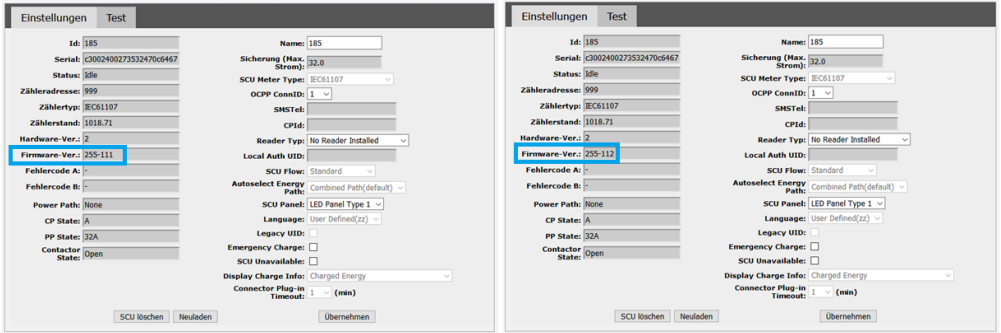 Einstellungen Test
Id: 185
Serial: c3002400273532470c6467
Status: Idle
Zähleradresse: 999
Zählertyp: IEC61107
Zählerstand: 1018.71
Hardware-Ver.: 2
Firmware-Ver.: 255-111
Fehlercode A: -
Fehlercode B: -
Power Path: None
CP State: A
PP State: 32A
Contactor
State: Open
Name: 185
Sicherung (Max.
Strom): 32.0
SCU Meter Type: IEC61107
OCPP ConnID: 1
SMSTel:
CPId:
Reader Typ: No Reader Installed
Local Auth UID:
SCU Flow: Standard
Autoselect Energy
Path: Combined Path(default)
SCU Panel: LED Panel Type 1
Language: User Defined(zz)
Legacy UID:
Emergency Charge:
SCU Unavailable:
Display Charge Info: Charged Energy
Connector Plug-in
Timeout: 1 (min)
SCU löschen Neuladen Übernehmen
Einstellungen Test
Id: 185
Serial: c3002400273532470c6467
Status: Idle
Zähleradresse: 999
Zählertyp: IEC61107
Zählerstand: 1018.71
Hardware-Ver.: 2
Firmware-Ver.: 255-112
Fehlercode A: -
Fehlercode B: -
Power Path: None
CP State: A
PP State: 32A
Contactor
State: Open
Name: 185
Sicherung (Max.
Strom): 32.0
SCU Meter Type: IEC61107
OCPP ConnID: 1
SMSTel:
CPId:
Reader Typ: No Reader Installed
Local Auth UID:
SCU Flow: Standard
Autoselect Energy
Path: Combined Path(default)
SCU Panel: LED Panel Type 1
Language: User Defined(zz)
Legacy UID:
Emergency Charge:
SCU Unavailable:
Display Charge Info: Charged Energy
Connector Plug-in
Timeout: 1 (min)
SCU löschen Neuladen Übernehmen